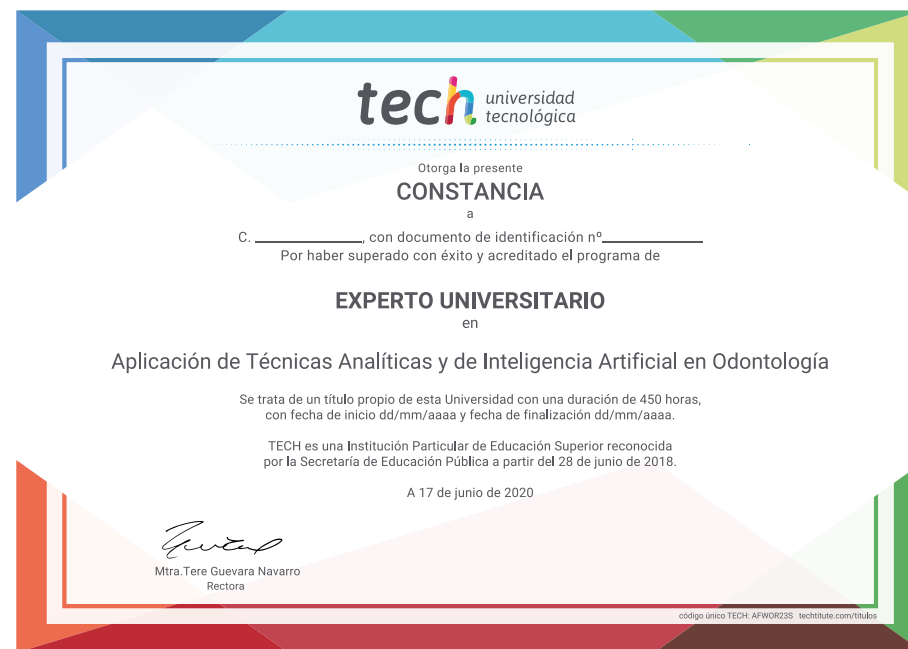 tech universidad
tecnológica
Otorga la presente
CONSTANCIA
a
C. ____________, con documento de identificación nº____________
Por haber superado con éxito y acreditado el programa de
EXPERTO UNIVERSITARIO
en
Aplicación de Técnicas Analíticas y de Inteligencia Artificial en Odontología
Se trata de un título propio de esta Universidad con una duración de 450 horas,
con fecha de inicio dd/mm/aaaa y fecha de finalización dd/mm/aaaa.
TECH es una Institución Particular de Educación Superior reconocida
por la Secretaría de Educación Pública a partir del 28 de junio de 2018.
A 17 de junio de 2020
Mtra.Tere Guevara Navarro
Rectora
código único TECH: AFWOR23S techtitute.com/titulos